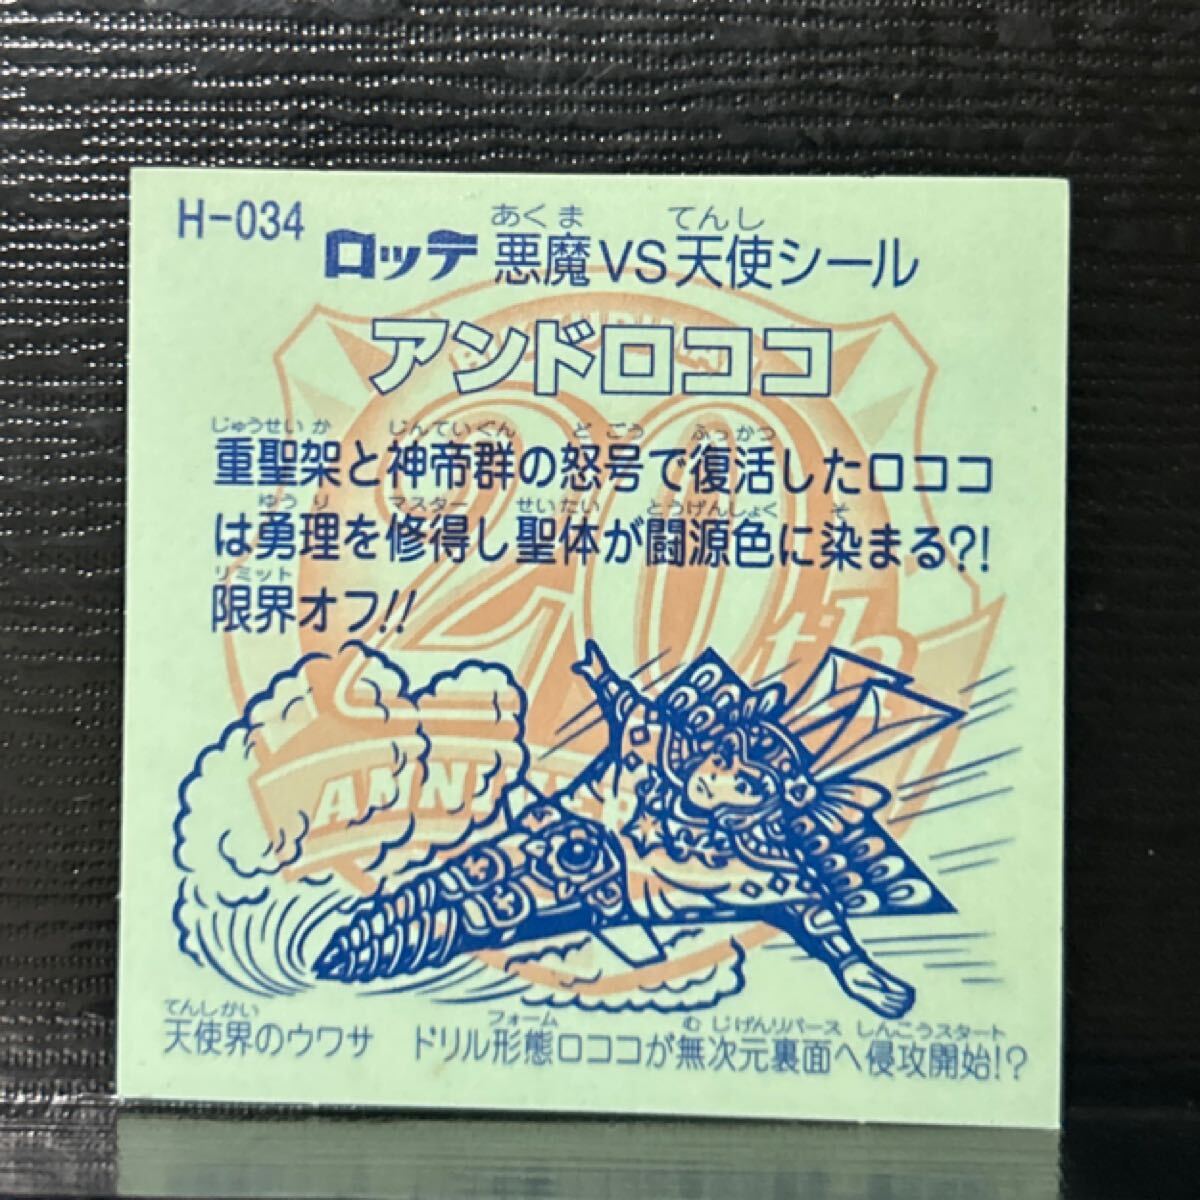 H-034
ロッテ 悪魔VS天使シール
あくま てんし
アンドロココ
じゅうせいか じんていぐん どごう ふっかつ
重聖架と神帝群の怒号で復活したロココ
ゆうり マスター せいたい とうげんしょく そ
は勇理を修得し聖体が闘源色に染まる?!
リミット
限界オフ!!
20th
ANNIVER
てんしかい フォーム むじげんリバース しんこうスタート
天使界のウワサ ドリル形態ロココが無次元裏面へ侵攻開始!?